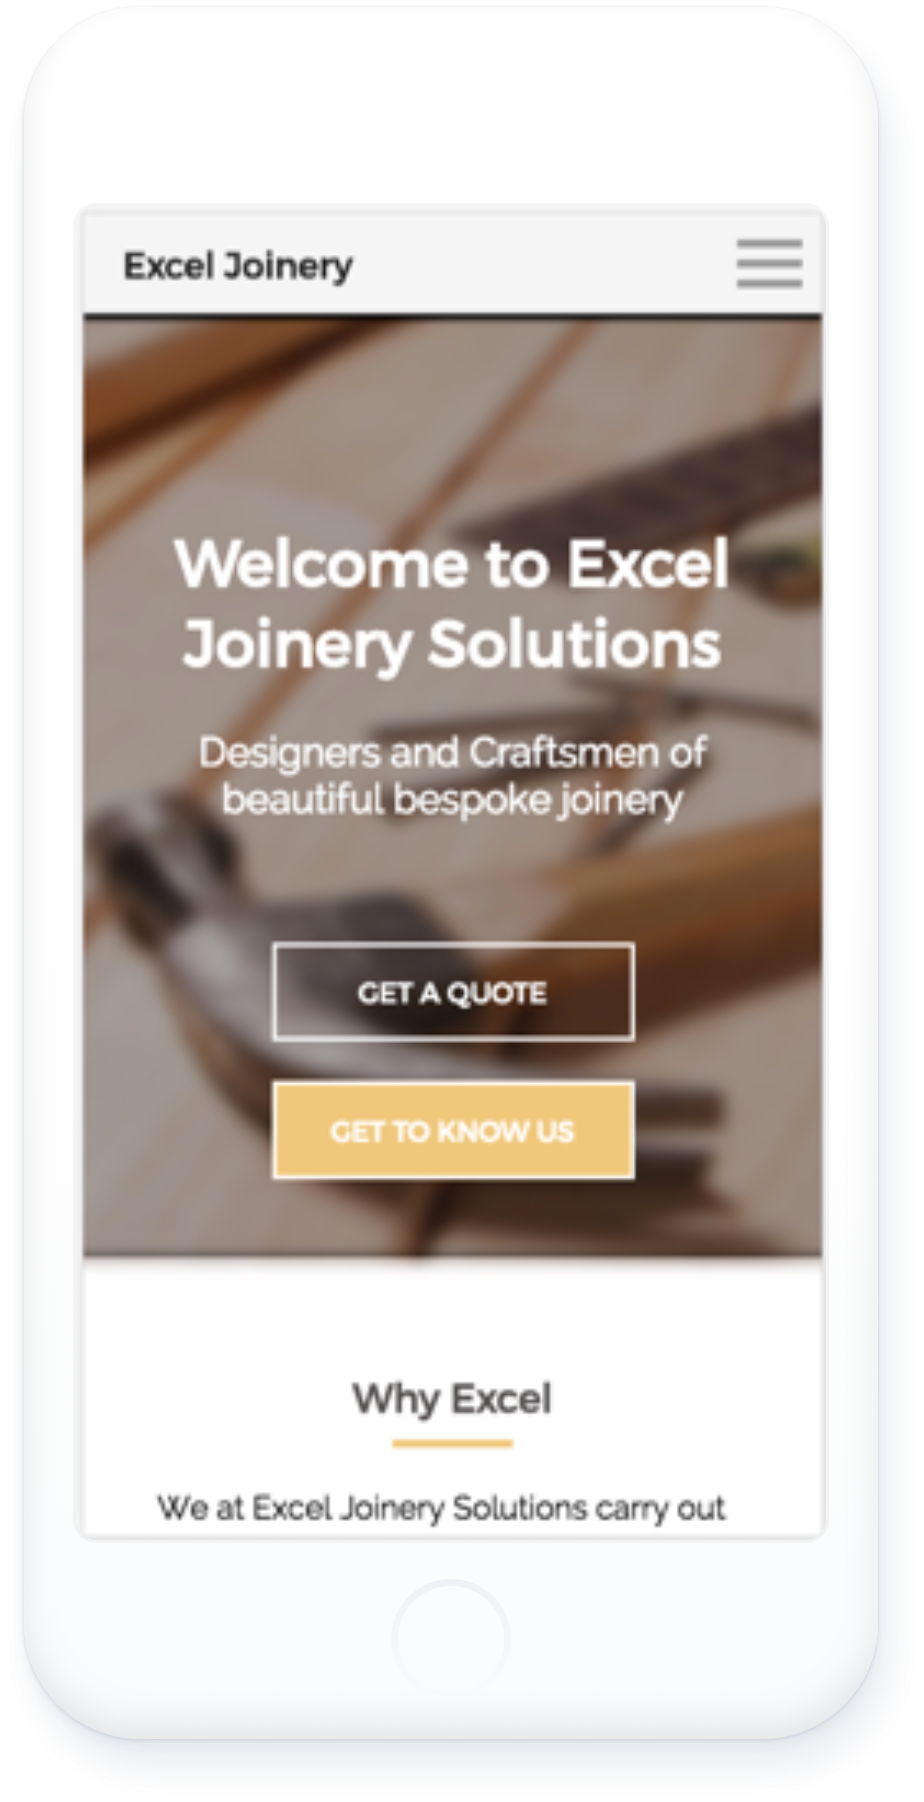 Excel Joinery
Welcome to Excel
Joinery Solutions
Designers and Craftsmen of
beautiful bespoke joinery
GET A QUOTE
GET TO KNOW US
Why Excel
We at Excel Joinery Solutions carry out